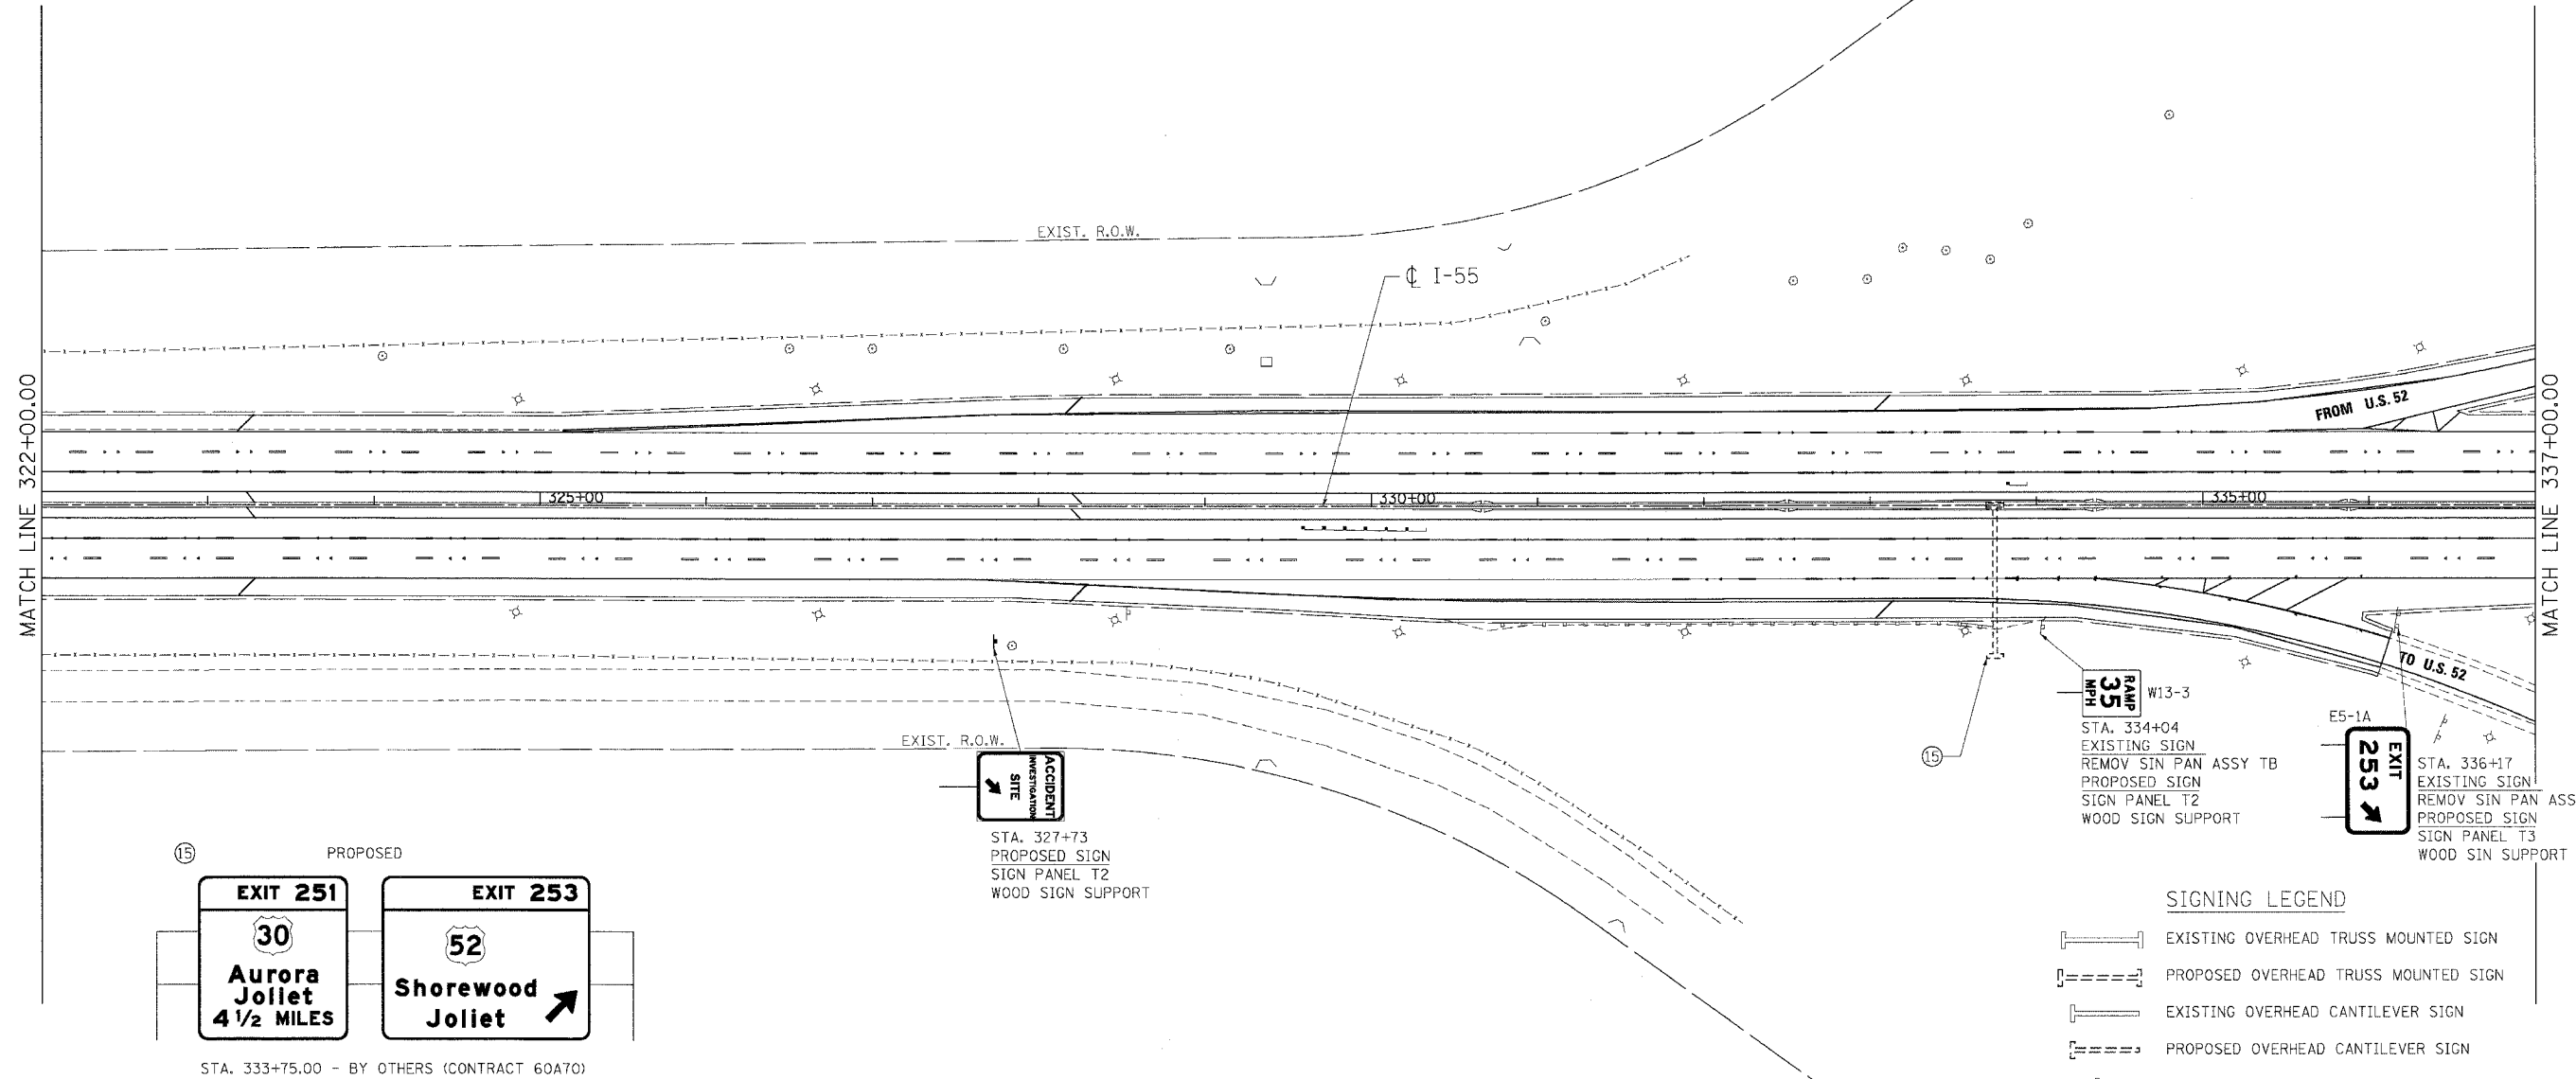 MATCH LINE 322+00.00
EXIST. R.O.W.
℄ I-55
FROM U.S. 52
325+00
330+00
335+00
MATCH LINE 337+00.00
TO U.S. 52
EXIST. R.O.W.
ACCIDENT
INVESTIGATION
SITE
STA. 327+73
PROPOSED SIGN
SIGN PANEL T2
WOOD SIGN SUPPORT
15
RAMP
35
MPH
W13-3
STA. 334+04
EXISTING SIGN
REMOV SIN PAN ASSY TB
PROPOSED SIGN
SIGN PANEL T2
WOOD SIGN SUPPORT
E5-1A
EXIT
253
STA. 336+17
EXISTING SIGN
REMOV SIN PAN ASS
PROPOSED SIGN
SIGN PANEL T3
WOOD SIN SUPPORT
15
PROPOSED
EXIT 251
30
Aurora
Joliet
4 1/2 MILES
EXIT 253
52
Shorewood
Joliet
STA. 333+75.00 - BY OTHERS (CONTRACT 60A70)
SIGNING LEGEND
EXISTING OVERHEAD TRUSS MOUNTED SIGN
PROPOSED OVERHEAD TRUSS MOUNTED SIGN
EXISTING OVERHEAD CANTILEVER SIGN
PROPOSED OVERHEAD CANTILEVER SIGN